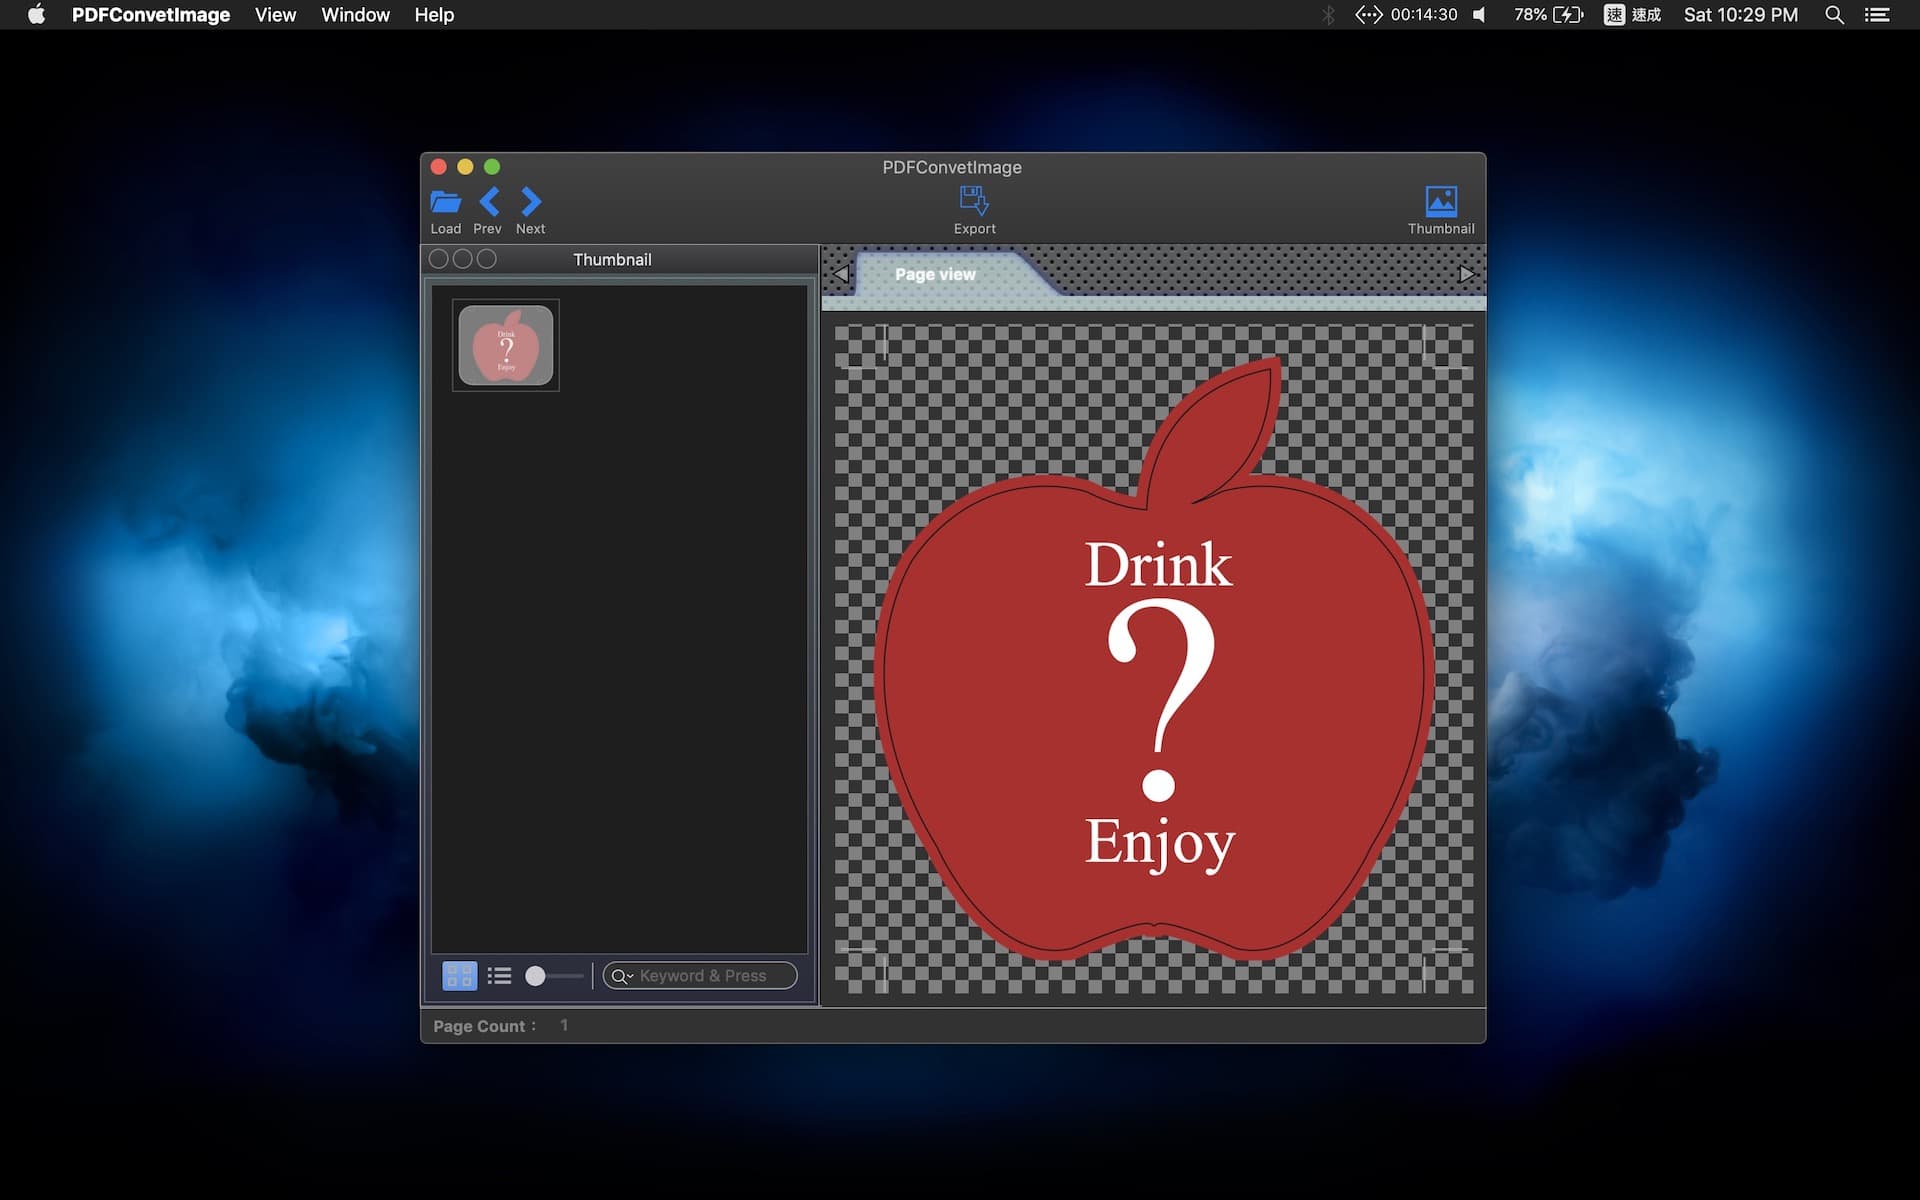 PDFConvetImage View Window Help 00:14:30 78% 速 速成 Sat 10:29 PM
PDFConvetImage
Load Prev Next Export Thumbnail
Thumbnail
Page view
Drink
?
Enjoy
Drink
?
Enjoy
Keyword & Press
Page Count : 1